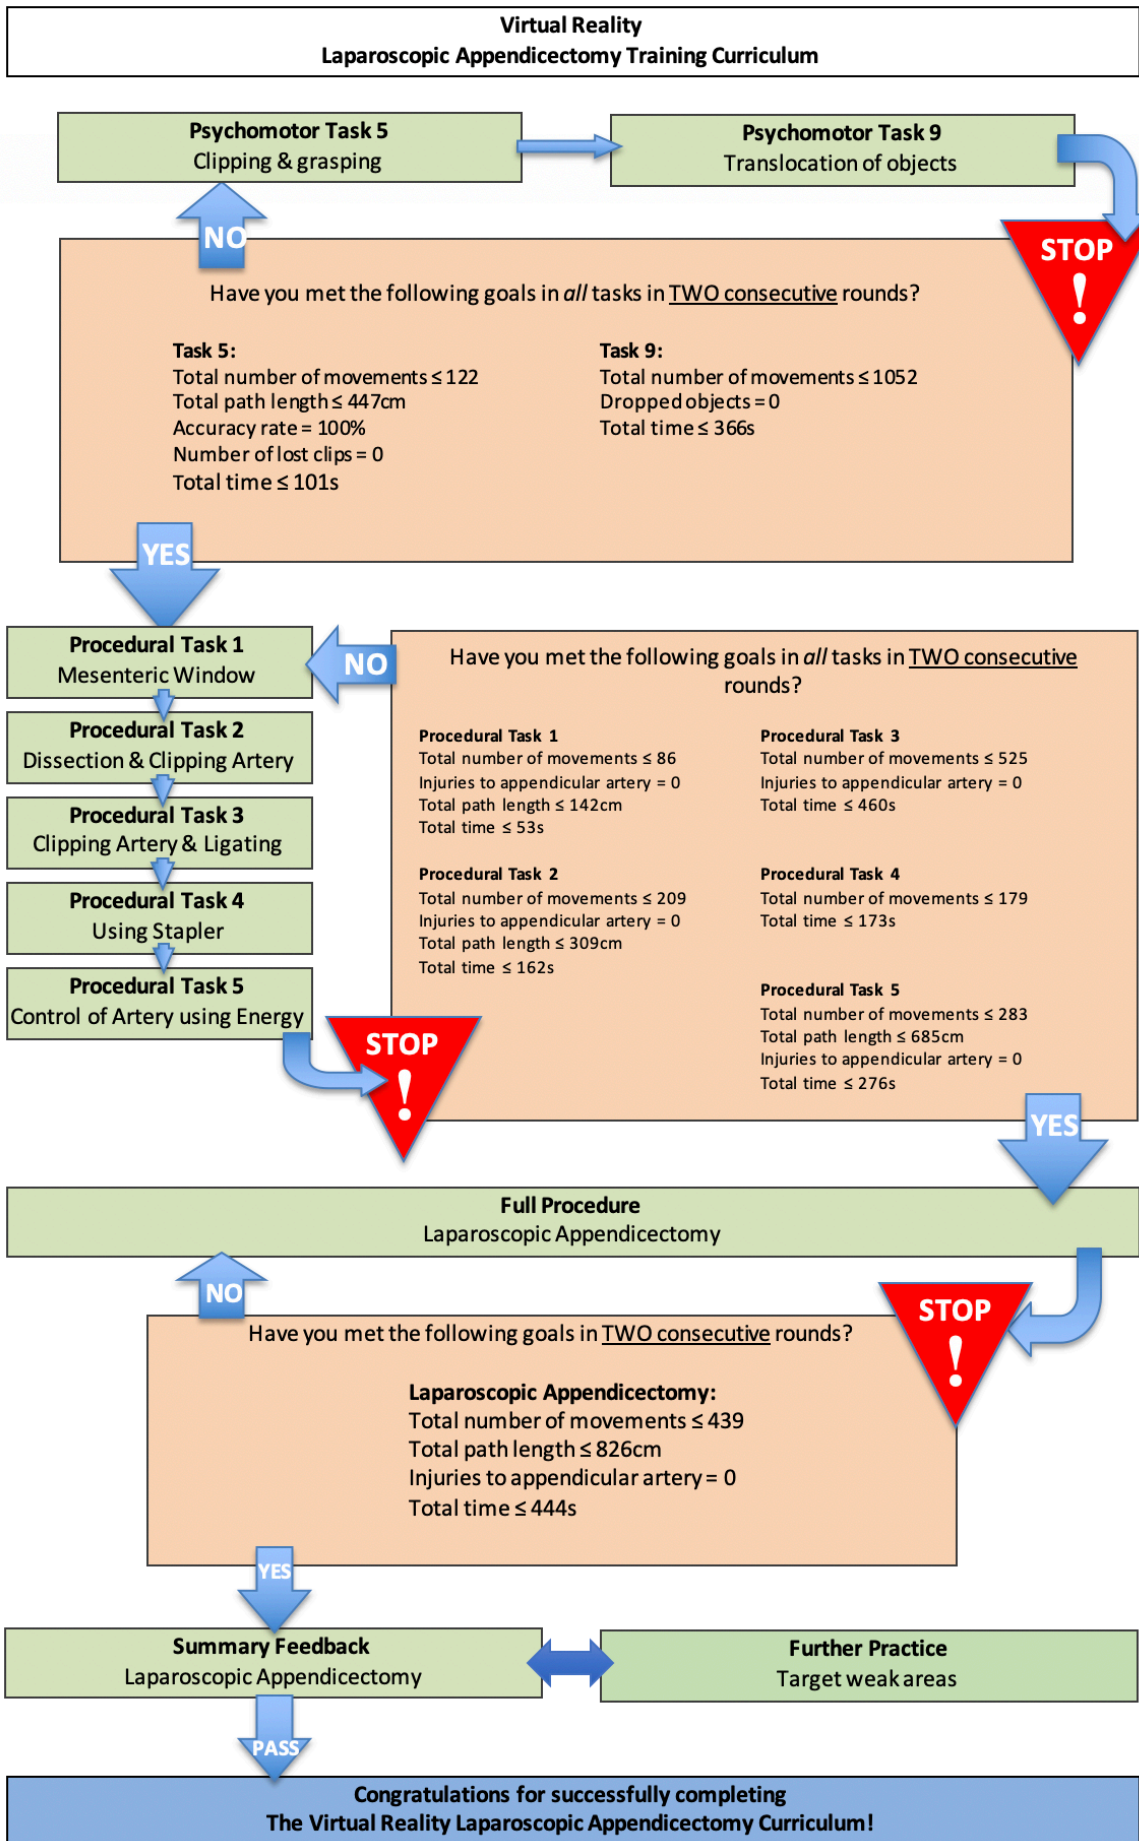 Virtual Reality
Laparoscopic Appendicectomy Training Curriculum
Psychomotor Task 5
Clipping & grasping
Psychomotor Task 9
Translocation of objects
NO
STOP
!
Have you met the following goals in all tasks in TWO consecutive rounds?
Task 5:
Total number of movements ≤ 122
Total path length ≤ 447cm
Accuracy rate = 100%
Number of lost clips = 0
Total time ≤ 101s
Task 9:
Total number of movements ≤ 1052
Dropped objects = 0
Total time ≤ 366s
YES
Procedural Task 1
Mesenteric Window
Procedural Task 2
Dissection & Clipping Artery
Procedural Task 3
Clipping Artery & Ligating
Procedural Task 4
Using Stapler
Procedural Task 5
Control of Artery using Energy
STOP
!
NO
Have you met the following goals in all tasks in TWO consecutive
rounds?
Procedural Task 1
Total number of movements ≤ 86
Injuries to appendicular artery = 0
Total path length ≤ 142cm
Total time ≤ 53s
Procedural Task 2
Total number of movements ≤ 209
Injuries to appendicular artery = 0
Total path length ≤ 309cm
Total time ≤ 162s
Procedural Task 3
Total number of movements ≤ 525
Injuries to appendicular artery = 0
Total time ≤ 460s
Procedural Task 4
Total number of movements ≤ 179
Total time ≤ 173s
Procedural Task 5
Total number of movements ≤ 283
Total path length ≤ 685cm
Injuries to appendicular artery = 0
Total time ≤ 276s
YES
Full Procedure
Laparoscopic Appendicectomy
NO
STOP
!
Have you met the following goals in TWO consecutive rounds?
Laparoscopic Appendicectomy:
Total number of movements ≤ 439
Total path length ≤ 826cm
Injuries to appendicular artery = 0
Total time ≤ 444s
YES
Summary Feedback
Laparoscopic Appendicectomy
Further Practice
Target weak areas
PASS
Congratulations for successfully completing
The Virtual Reality Laparoscopic Appendicectomy Curriculum!